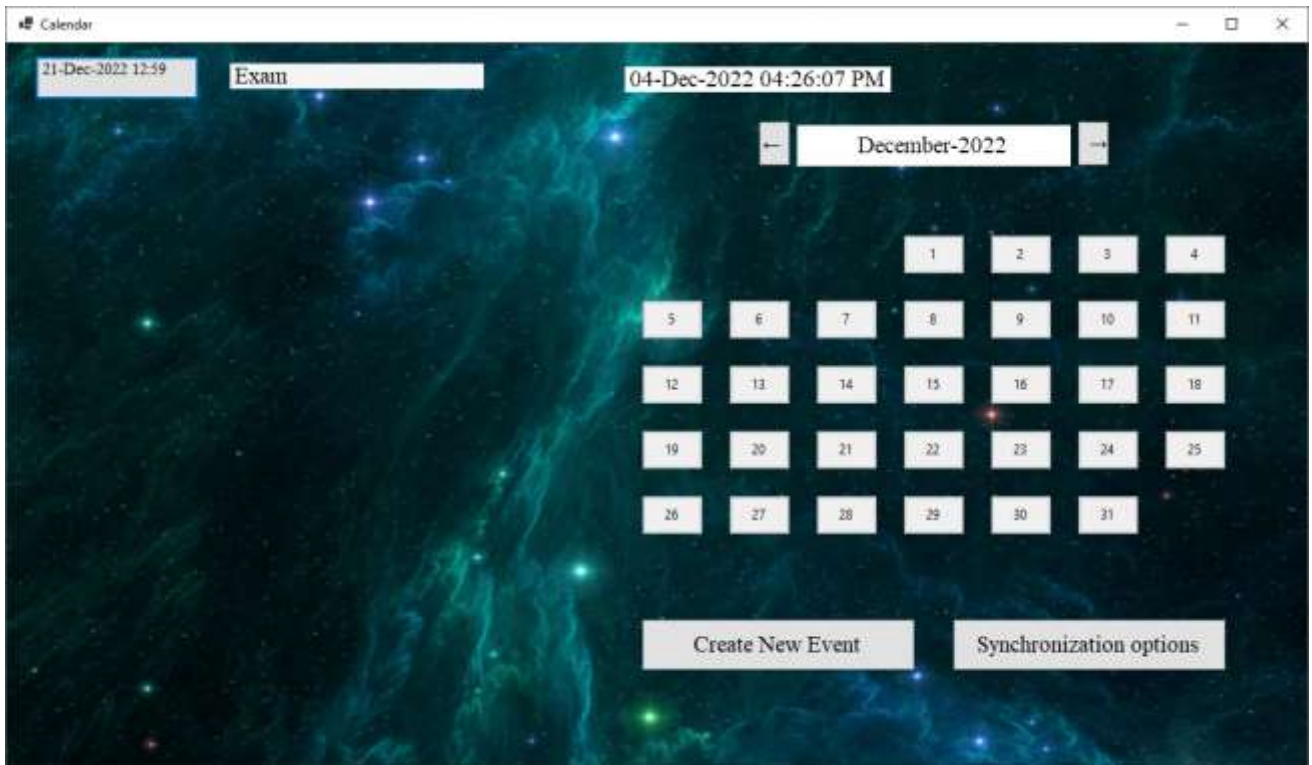 Calendar
21-Dec-2022 12:59
Exam
04-Dec-2022 04:26:07 PM
← December-2022 →
1 2 3 4
5 6 7 8 9 10 11
12 13 14 15 16 17 18
19 20 21 22 23 24 25
26 27 28 29 30 31
Create New Event
Synchronization options